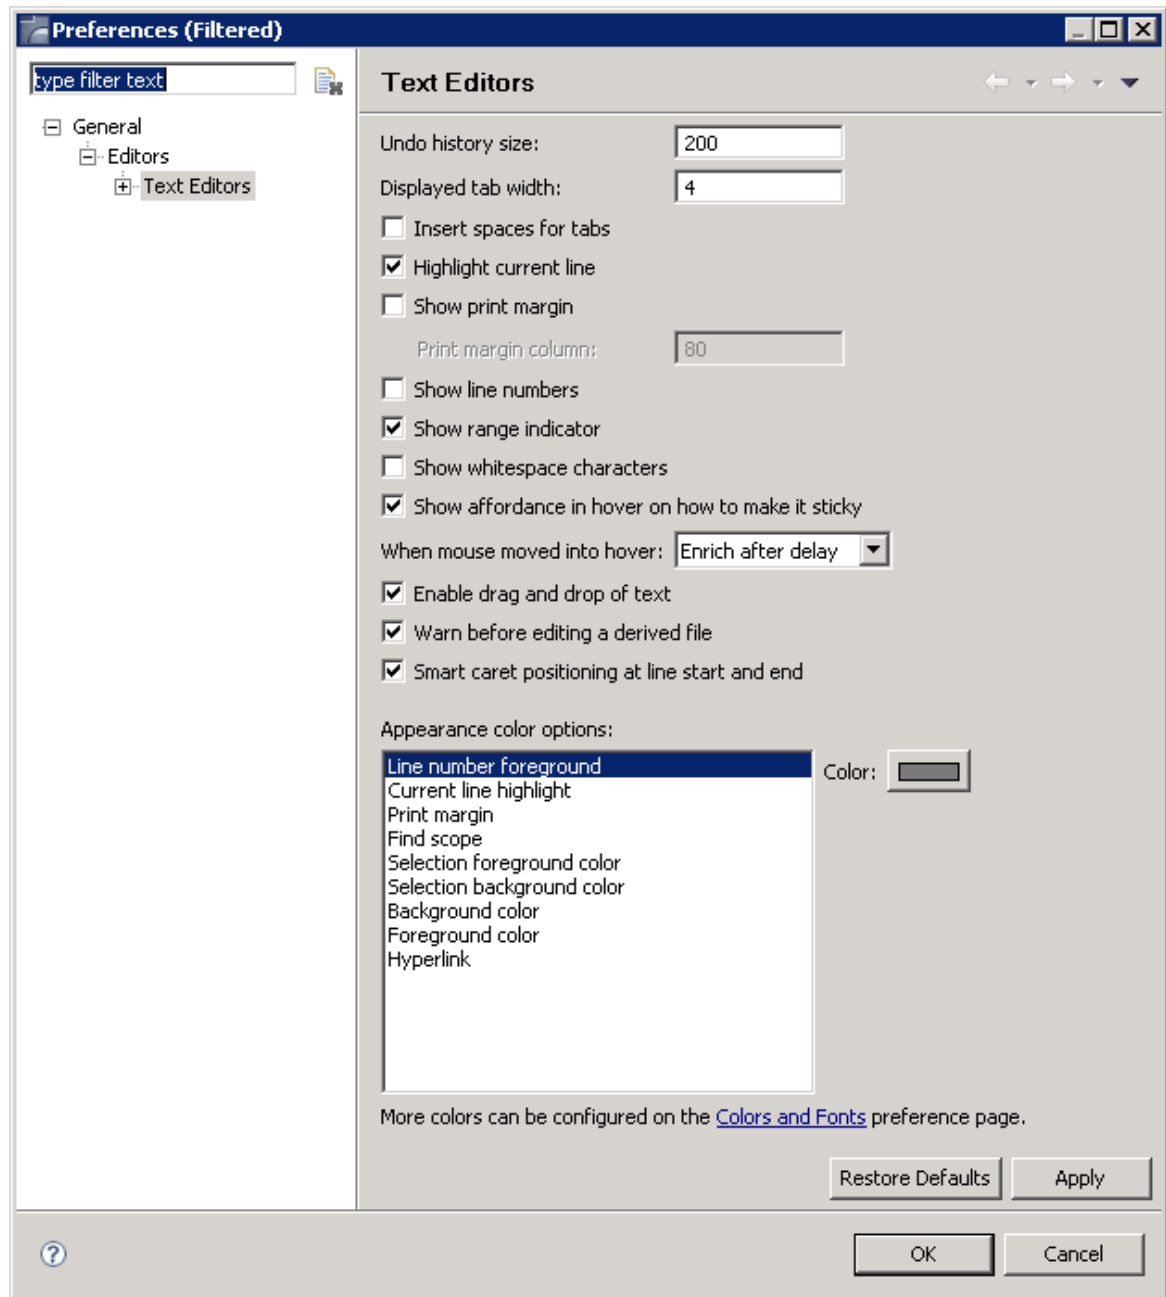 Preferences (Filtered)
type filter text
General
Editors
Text Editors
Text Editors
Undo history size: 200
Displayed tab width: 4
Insert spaces for tabs
Highlight current line
Show print margin
Print margin column: 80
Show line numbers
Show range indicator
Show whitespace characters
Show affordance in hover on how to make it sticky
When mouse moved into hover: Enrich after delay
Enable drag and drop of text
Warn before editing a derived file
Smart caret positioning at line start and end
Appearance color options:
Line number foreground
Current line highlight
Print margin
Find scope
Selection foreground color
Selection background color
Background color
Foreground color
Hyperlink
Color:
More colors can be configured on the Colors and Fonts preference page.
Restore Defaults Apply
? OK Cancel